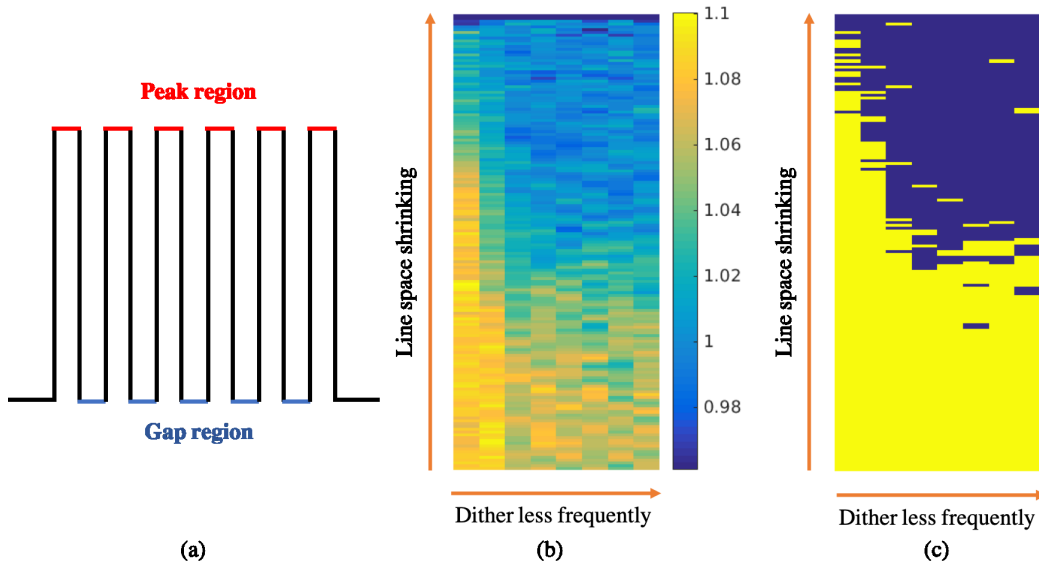 Peak region
Gap region
(a)
Line space shrinking
1.1
1.08
1.06
1.04
1.02
1
0.98
Dither less frequently
(b)
Line space shrinking
Dither less frequently
(c)